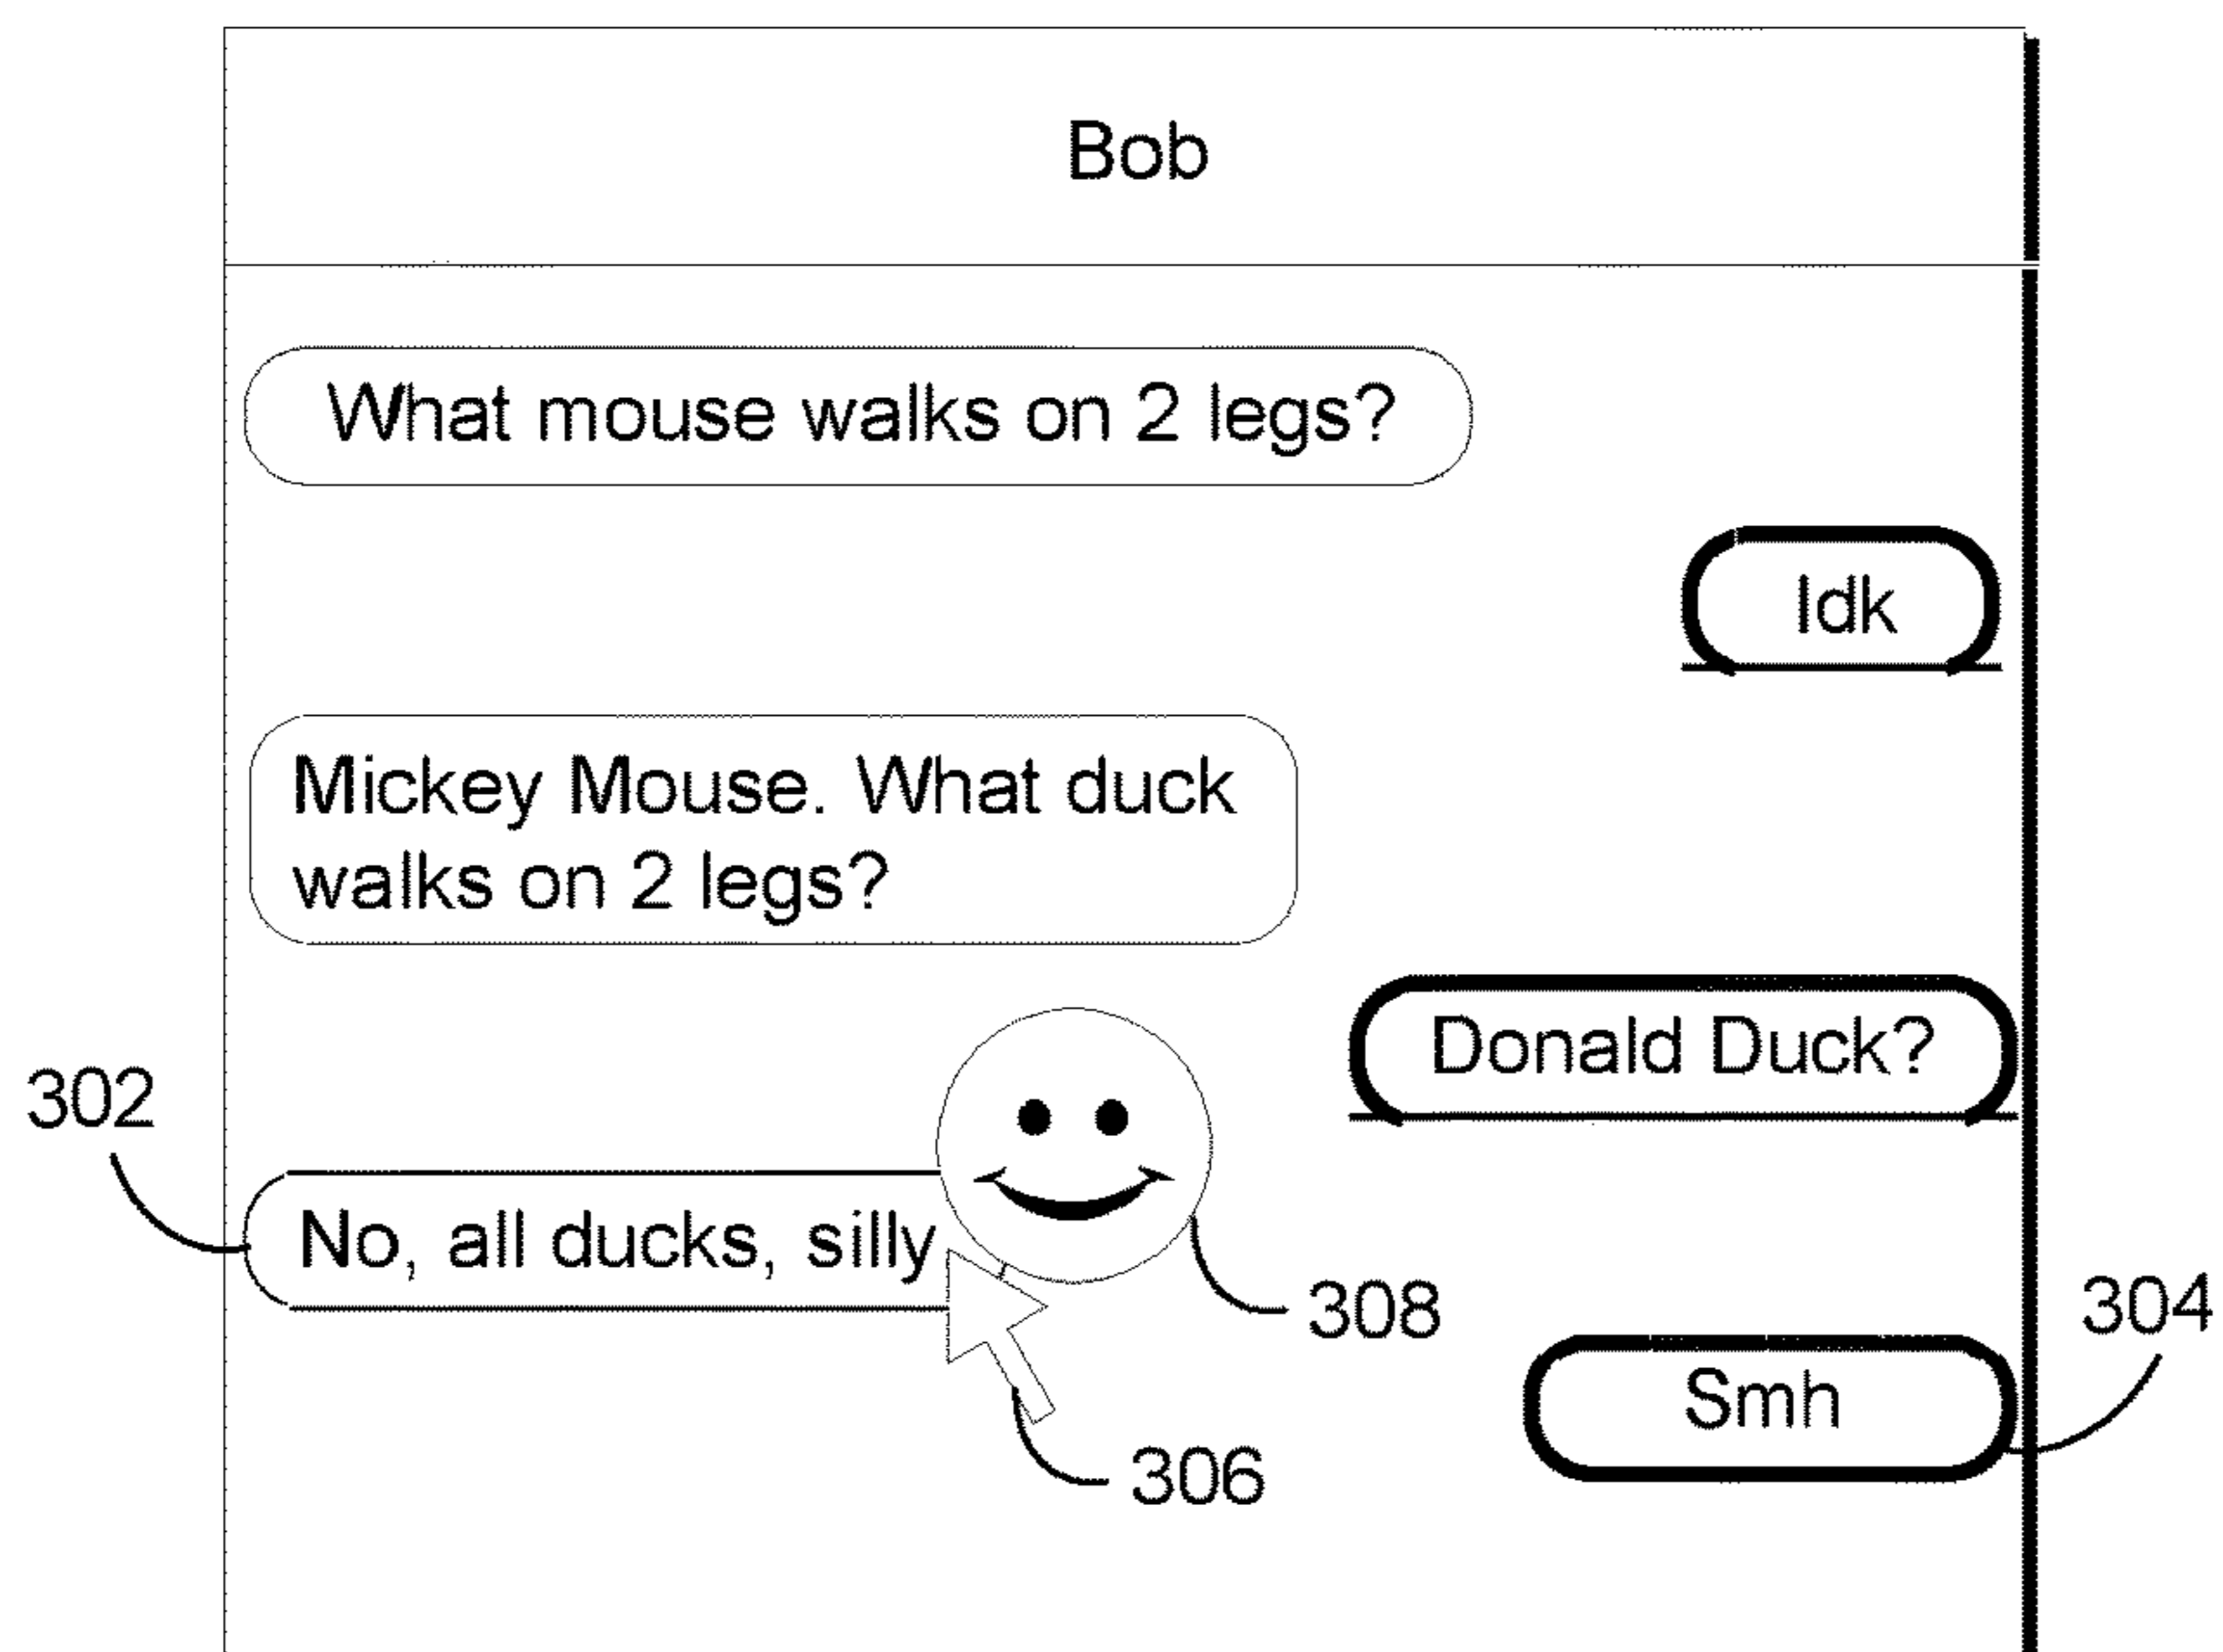 Bob
What mouse walks on 2 legs?
Idk
Mickey Mouse. What duck
walks on 2 legs?
Donald Duck?
302
No, all ducks, silly
308
304
Smh
306